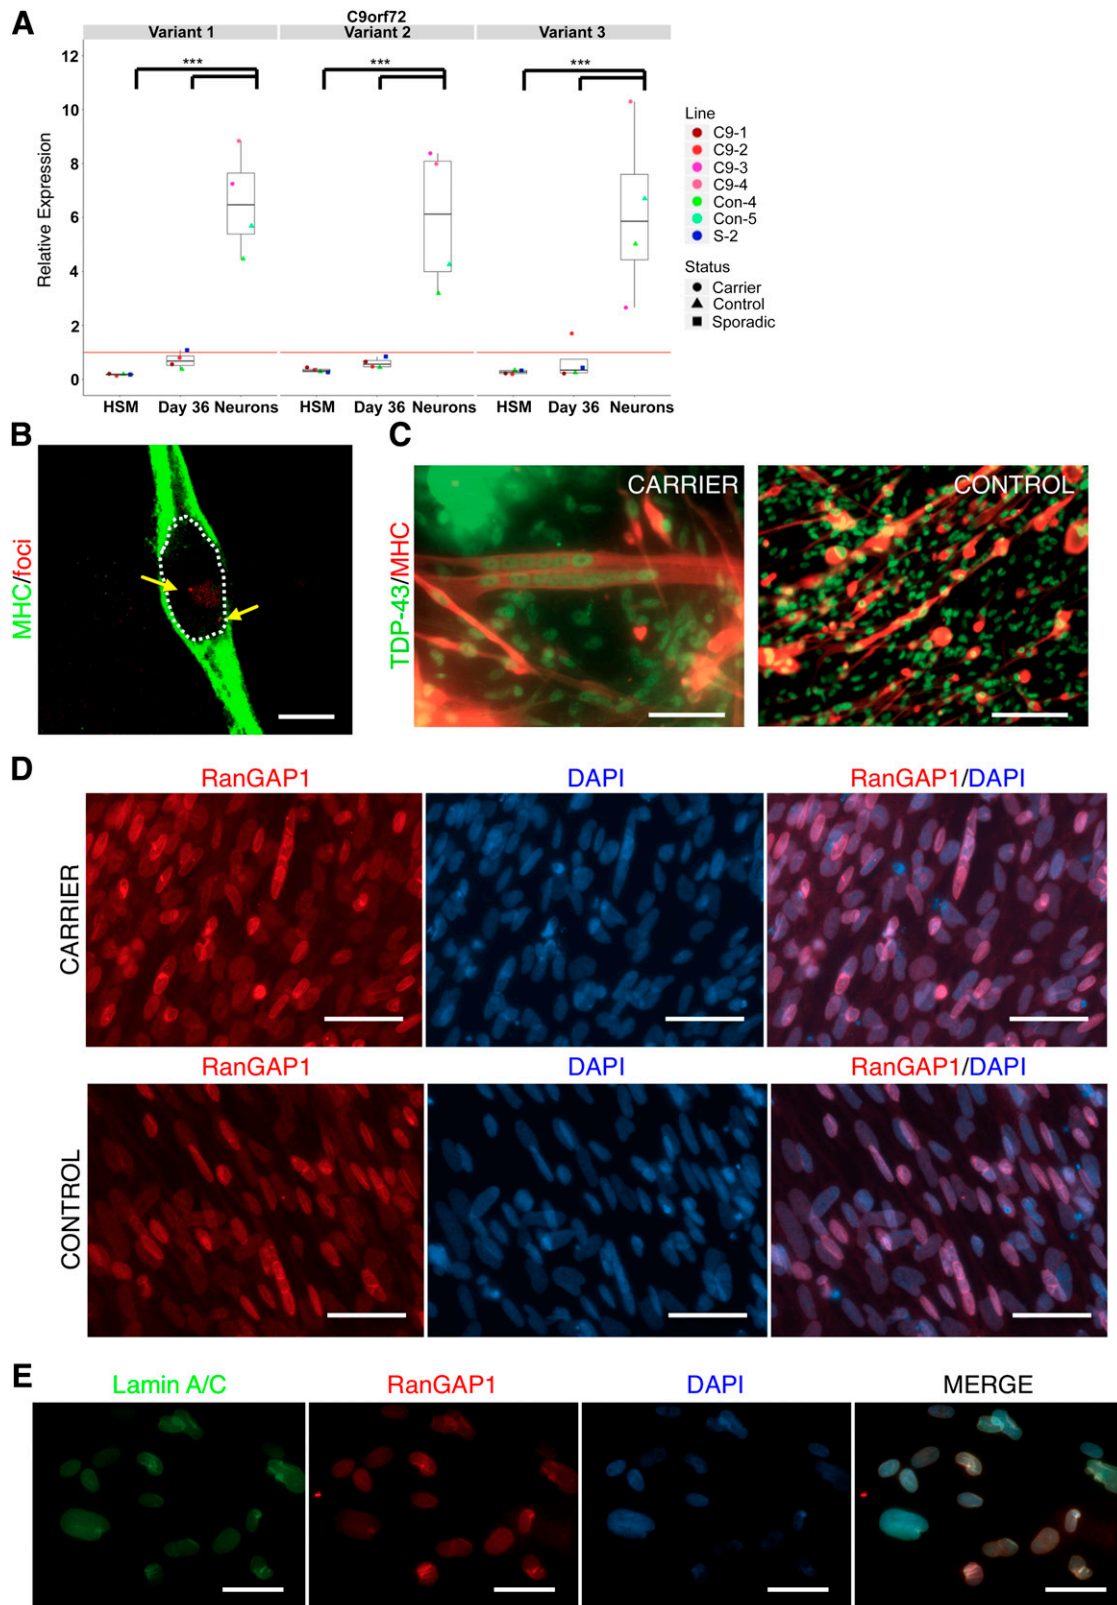 A
C9orf72
Variant 1 Variant 2 Variant 3
Relative Expression
12
10
8
6
4
2
0
*** *** ***
HSM Day 36 Neurons HSM Day 36 Neurons HSM Day 36 Neurons
Line
C9-1
C9-2
C9-3
C9-4
Con-4
Con-5
S-2
Status
Carrier
Control
Sporadic
B
MHC/foci
C
TDP-43/MHC
CARRIER CONTROL
D
RanGAP1 DAPI RanGAP1/DAPI
CARRIER
RanGAP1 DAPI RanGAP1/DAPI
CONTROL
E
Lamin A/C RanGAP1 DAPI MERGE